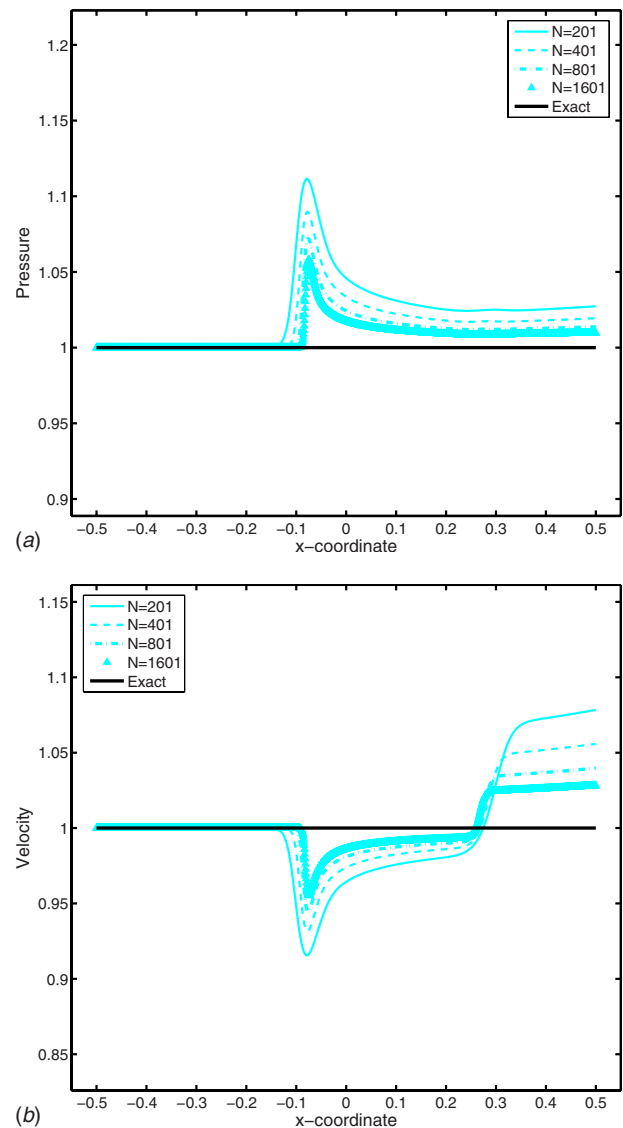 1.2
1.15
1.1
1.05
1
0.95
0.9
Pressure
N=201
N=401
N=801
N=1601
Exact
−0.5 −0.4 −0.3 −0.2 −0.1 0 0.1 0.2 0.3 0.4 0.5
x−coordinate
(a)
1.15
1.1
1.05
1
0.95
0.9
0.85
Velocity
N=201
N=401
N=801
N=1601
Exact
−0.5 −0.4 −0.3 −0.2 −0.1 0 0.1 0.2 0.3 0.4 0.5
x−coordinate
(b)